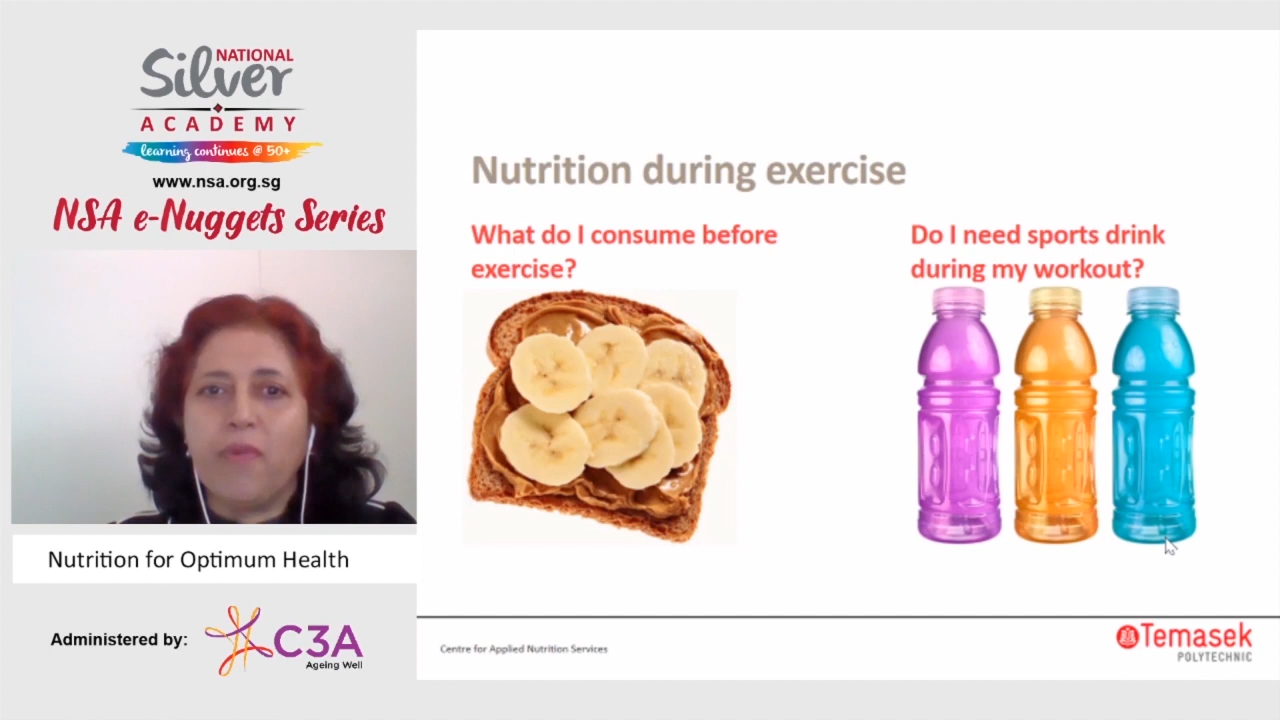 NATIONAL
Silver
ACADEMY
learning continues @ 50+
www.nsa.org.sg
NSA e-Nuggets Series
Nutrition for Optimum Health
Administered by:
C3A
Ageing Well
Nutrition during exercise
What do I consume before
exercise?
Do I need sports drink
during my workout?
Centre for Applied Nutrition Services
Temasek
POLYTECHNIC